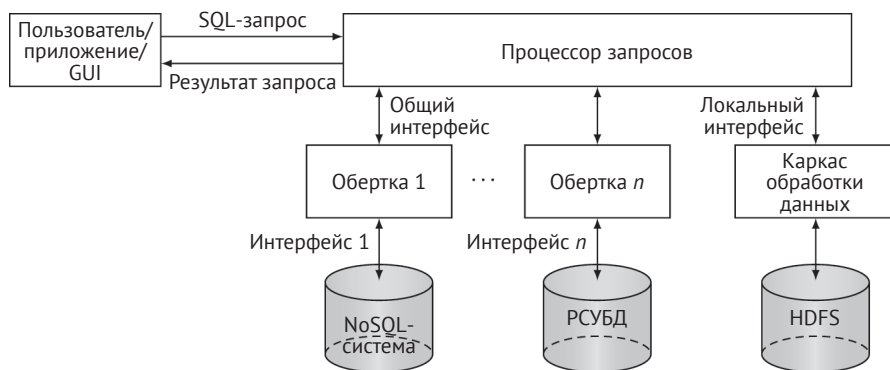 SQL-запрос
Пользователь/
приложение/
GUI
Процессор запросов
Результат запроса
Общий
интерфейс
Локальный
интерфейс
Обертка 1
...
Обертка n
Каркас
обработки
данных
Интерфейс 1
Интерфейс n
NoSQL-
система
РСУБД
HDFS